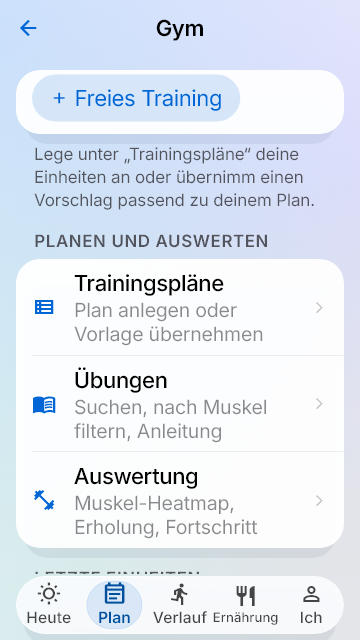 Gym
+ Freies Training
Lege unter „Trainingspläne“ deine
Einheiten an oder übernimm einen
Vorschlag passend zu deinem Plan.
PLANEN UND AUSWERTEN
Trainingspläne
Plan anlegen oder
Vorlage übernehmen
Übungen
Suchen, nach Muskel
filtern, Anleitung
Auswertung
Muskel-Heatmap,
Erholung, Fortschritt
LETZTE EINHEITEN
Heute Plan Verlauf Ernährung Ich